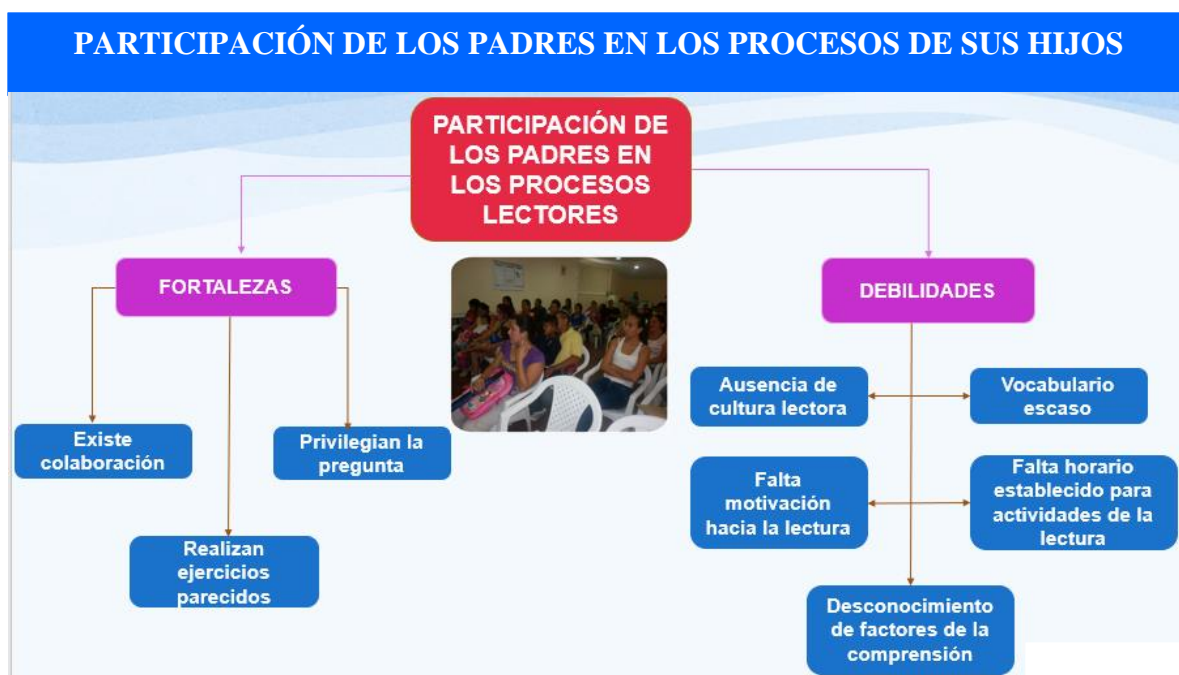 PARTICIPACIÓN DE LOS PADRES EN LOS PROCESOS DE SUS HIJOS
PARTICIPACIÓN DE
LOS PADRES EN
LOS PROCESOS
LECTORES
FORTALEZAS
Existe
colaboración
Realizan
ejercicios
parecidos
Privilegian la
pregunta
DEBILIDADES
Ausencia de
cultura lectora
Vocabulario
escaso
Falta
motivación
hacia la lectura
Falta horario
establecido para
actividades de la
lectura
Desconocimiento
de factores de la
comprensión